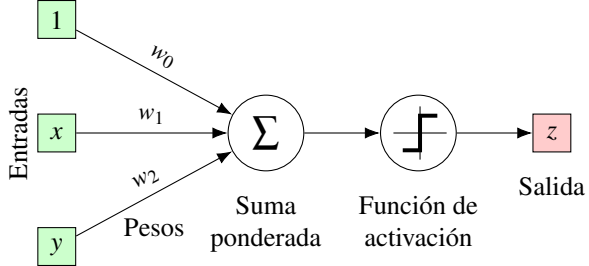 1
w0
Entradas
x
w1
Σ
z
w2
y
Pesos
Suma
ponderada
Función de
activación
Salida